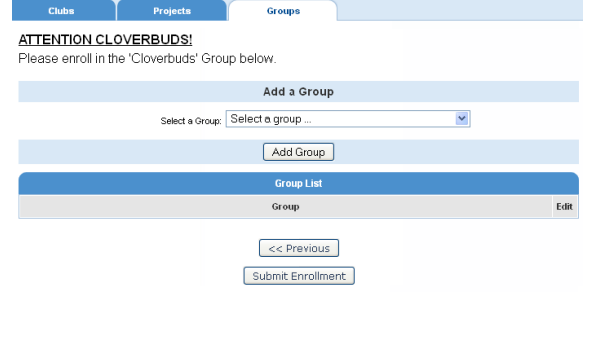 Clubs Projects Groups
ATTENTION CLOVERBUDS!
Please enroll in the 'Cloverbuds' Group below.
Add a Group
Select a Group: Select a group ...
Add Group
Group List
Group Edit
<< Previous
Submit Enrollment